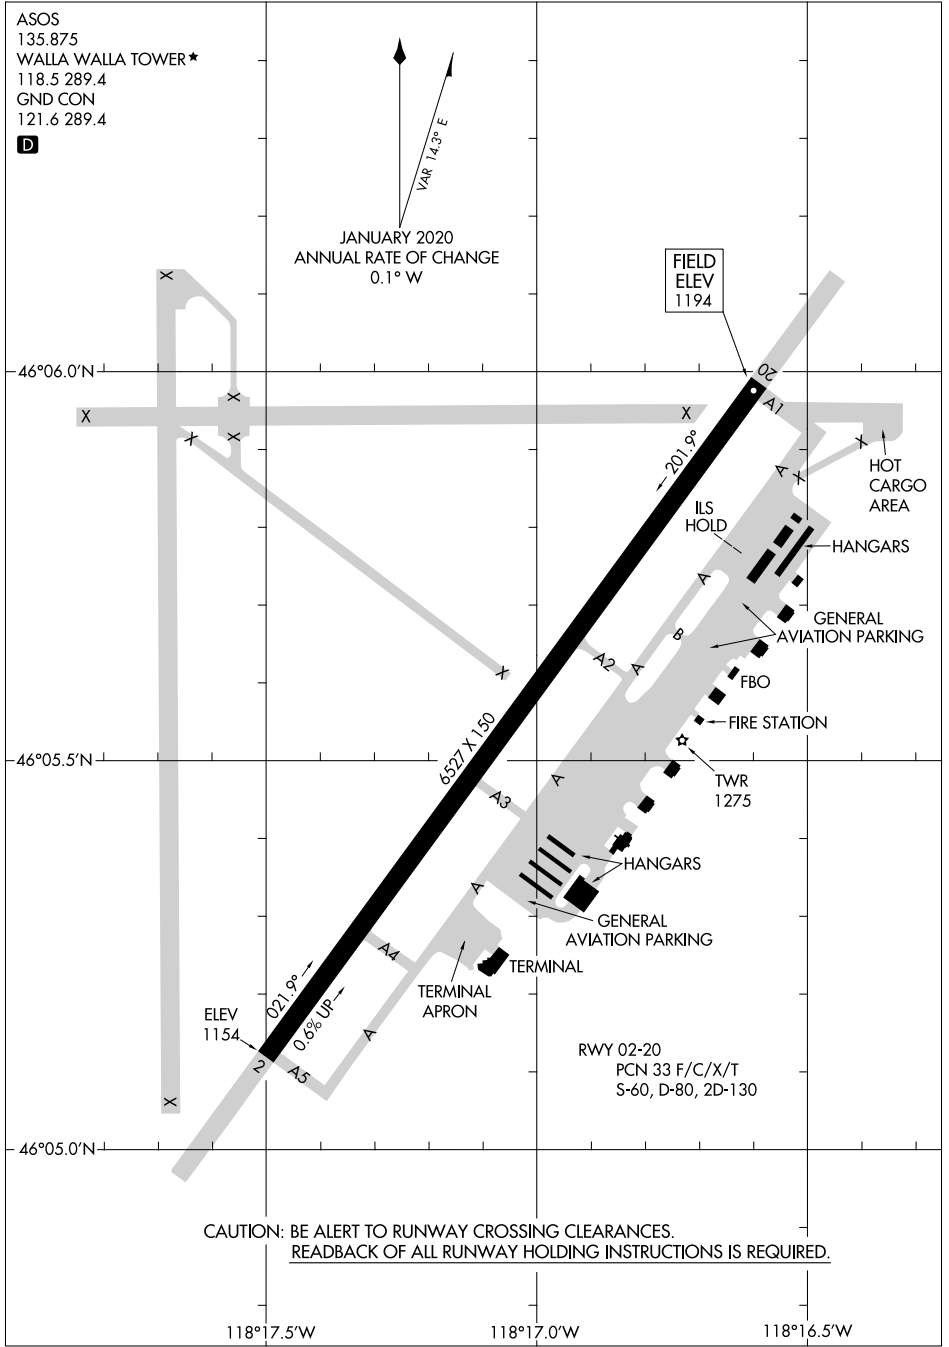 ASOS
135.875
WALLA WALLA TOWER★
118.5 289.4
GND CON
121.6 289.4
D
VAR 14.3° E
JANUARY 2020
ANNUAL RATE OF CHANGE
0.1° W
FIELD
ELEV
1194
X
46°06.0'N
20
A1
X
X
X
X
X
X
X
A
X
HOT
CARGO
AREA
201.9°
ILS
HOLD
HANGARS
A
GENERAL
AVIATION PARKING
B
A2
A
X
FBO
FIRE STATION
6527 X 150
46°05.5'N
TWR
1275
A
A3
HANGARS
A
GENERAL
AVIATION PARKING
A4
TERMINAL
TERMINAL
APRON
021.9°
0.6% UP
ELEV
1154
A
2
A5
RWY 02-20
PCN 33 F/C/X/T
S-60, D-80, 2D-130
X
46°05.0'N
CAUTION: BE ALERT TO RUNWAY CROSSING CLEARANCES.
READBACK OF ALL RUNWAY HOLDING INSTRUCTIONS IS REQUIRED.
118°17.5'W
118°17.0'W
118°16.5'W